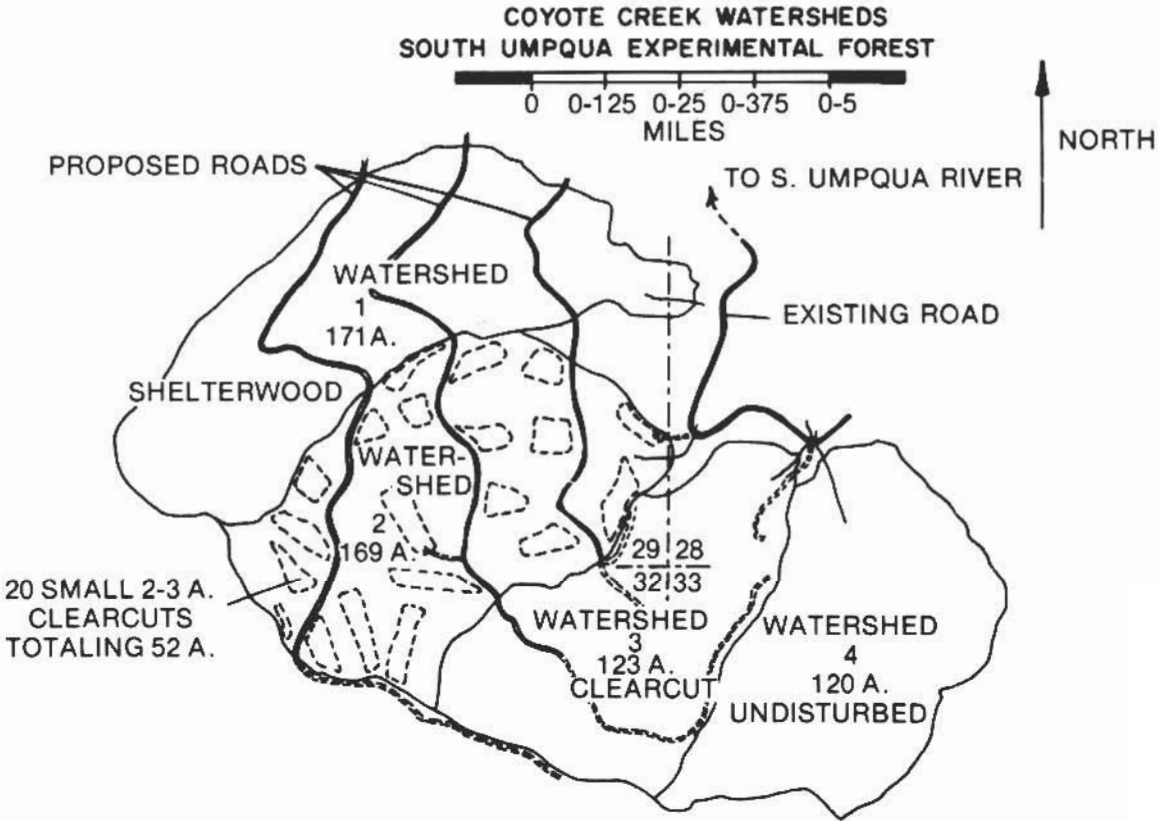 COYOTE CREEK WATERSHEDS
SOUTH UMPQUA EXPERIMENTAL FOREST
0 0-125 0-25 0-375 0-5
MILES
NORTH
PROPOSED ROADS
TO S. UMPQUA RIVER
WATERSHED
1
171A.
EXISTING ROAD
SHELTERWOOD
WATER-
SHED
2
169 A.
29 28
32 33
20 SMALL 2-3 A.
CLEARCUTS
TOTALING 52 A.
WATERSHED
3
123 A.
CLEARCUT
WATERSHED
4
120 A.
UNDISTURBED